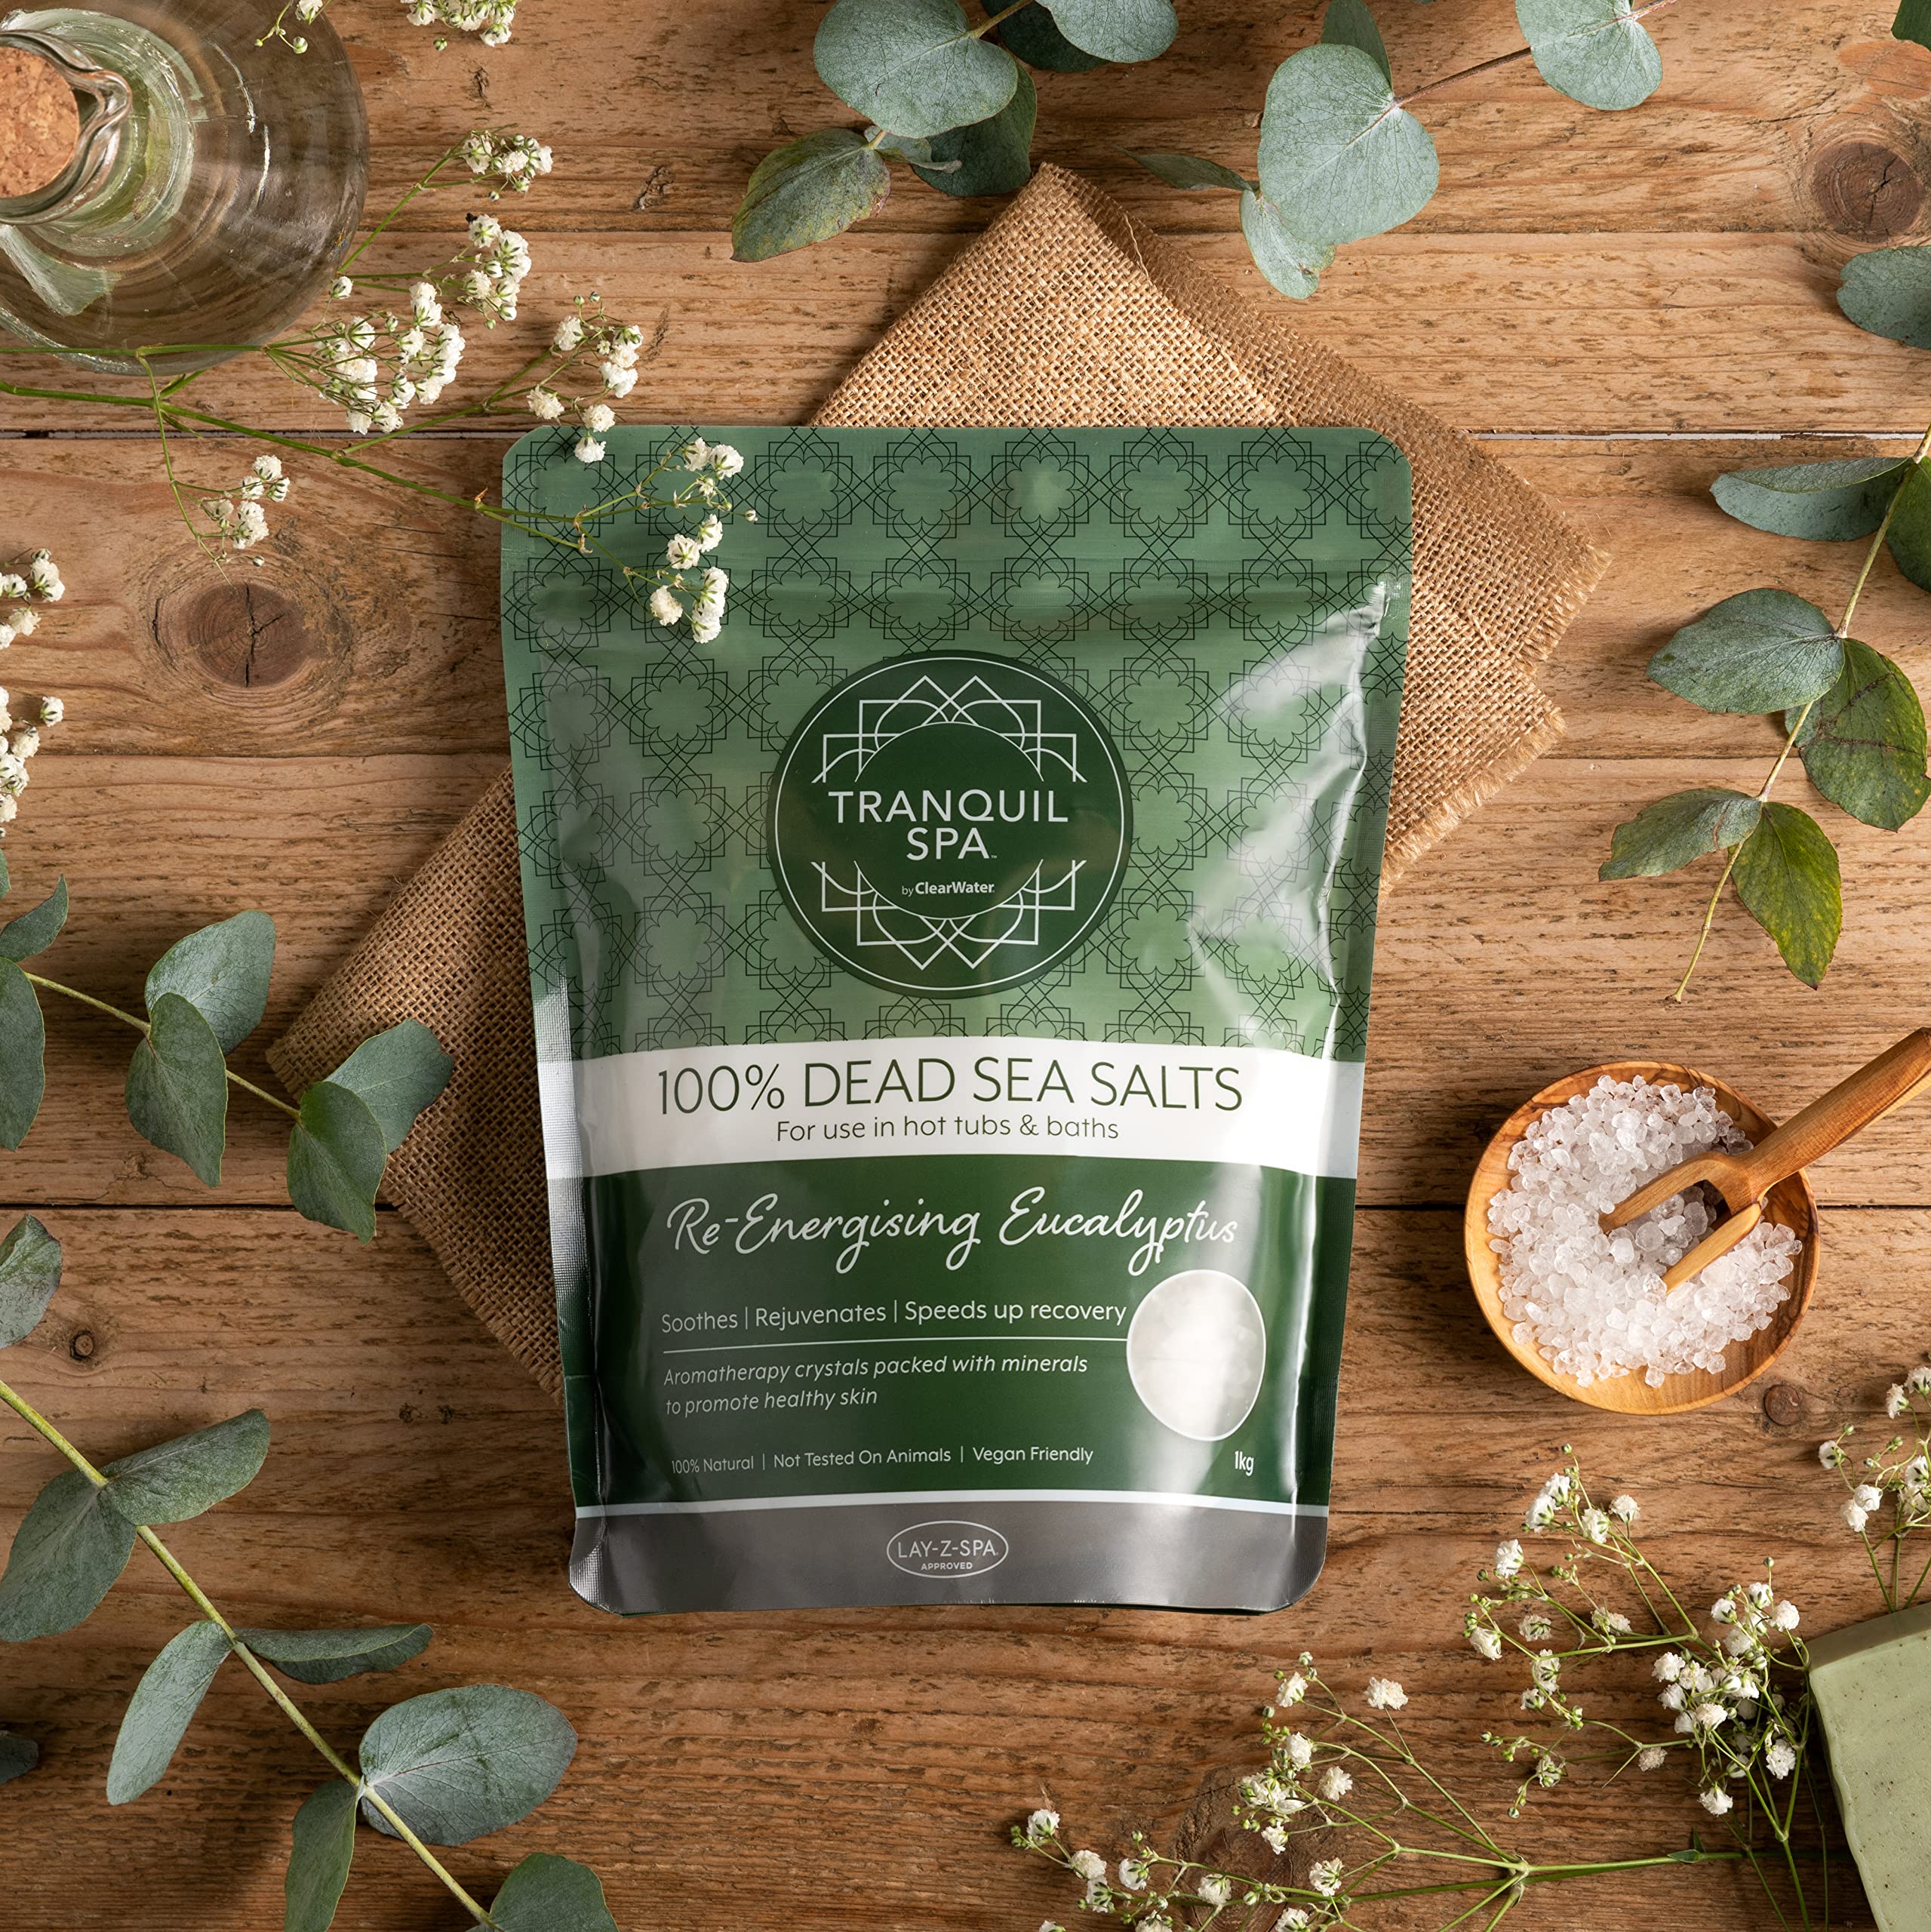 TRANQUIL
SPA™
by ClearWater
100% DEAD SEA SALTS
For use in hot tubs & baths
Re-Energising Eucalyptus
Soothes | Rejuvenates | Speeds up recovery
Aromatherapy crystals packed with minerals
to promote healthy skin
100% Natural | Not Tested On Animals | Vegan Friendly
1kg
LAY-Z-SPA
APPROVED